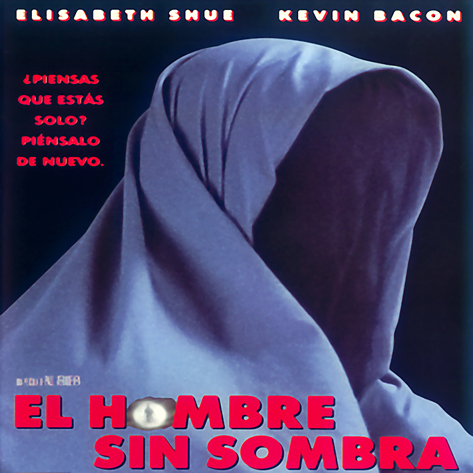 ELISABETH SHUE KEVIN BACON
¿PIENSAS
QUE ESTÁS
SOLO?
PIÉNSALO
DE NUEVO.
EL HOMBRE
SIN SOMBRA